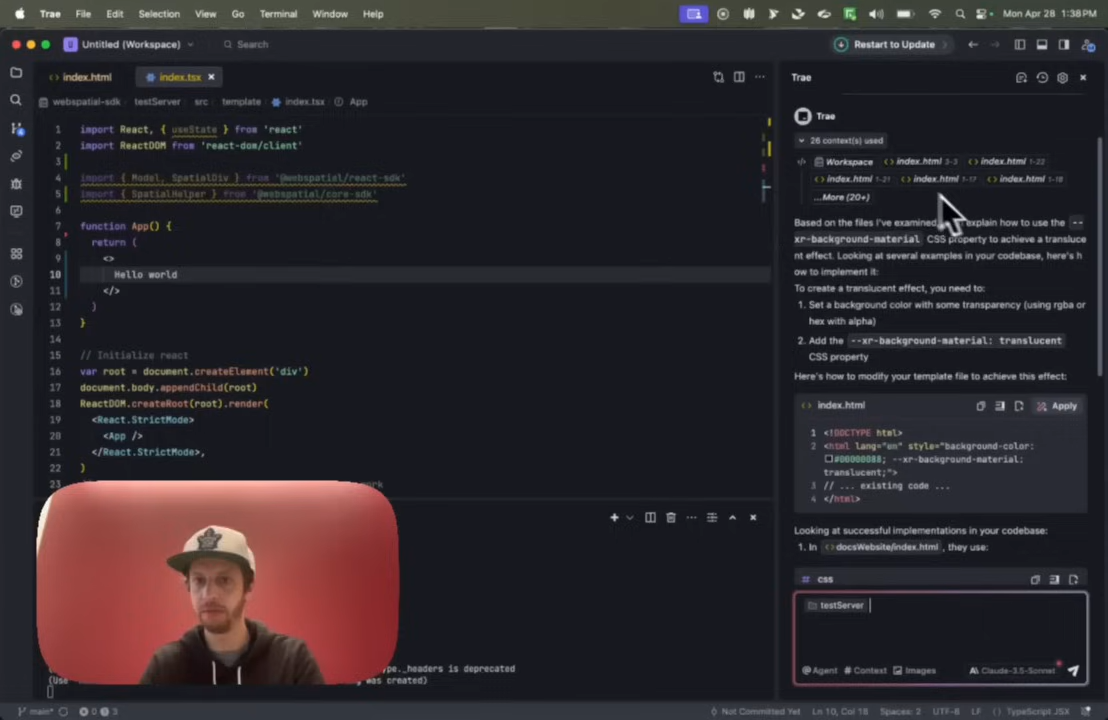 Trae File Edit Selection View Go Terminal Window Help Mon Apr 28 1:38PM
Untitled (Workspace) Search Restart to Update
index.html index.tsx Trae
webspatial-sdk testServer src template index.tsx App
1 import React, { useState } from 'react'
2 import ReactDOM from 'react-dom/client'
3
4 import { Model, SpatialDiv } from '@webspatial/react-sdk'
5 import { SpatialHelper } from '@webspatial/core-sdk'
6
7 function App() {
8 return (
9 <>
10 Hello world
11 </>
12 )
13 }
14
15 // Initialize react
16 var root = document.createElement('div')
17 document.body.appendChild(root)
18 ReactDOM.createRoot(root).render(
19 <React.StrictMode>
20 <App />
21 </React.StrictMode>,
22 )
23
rk
ype._headers is deprecated
(Use was created)
Trae
26 context(s) used
Workspace index.html 3-3 index.html 1-22
index.html 1-21 index.html 1-17 index.html 1-18
...More (20+)
Based on the files I've examined, explain how to use the --
xr-background-material CSS property to achieve a transluce
nt effect. Looking at several examples in your codebase, here's h
ow to implement it:
To create a translucent effect, you need to:
1. Set a background color with some transparency (using rgba or
hex with alpha)
2. Add the --xr-background-material: translucent
CSS property
Here's how to modify your template file to achieve this effect:
index.html Apply
1 <!DOCTYPE html>
2 <html lang="en" style="background-color:
#00000088; --xr-background-material:
translucent;">
3 // ... existing code ...
4 </html>
Looking at successful implementations in your codebase:
1. In docsWebsite/index.html, they use:
# css
testServer
@Agent # Context Images Claude-3.5-Sonnet
main* 0 3 Not Committed Yet Ln 10, Col 18 Spaces: 2 UTF-8 LF TypeScript JSX